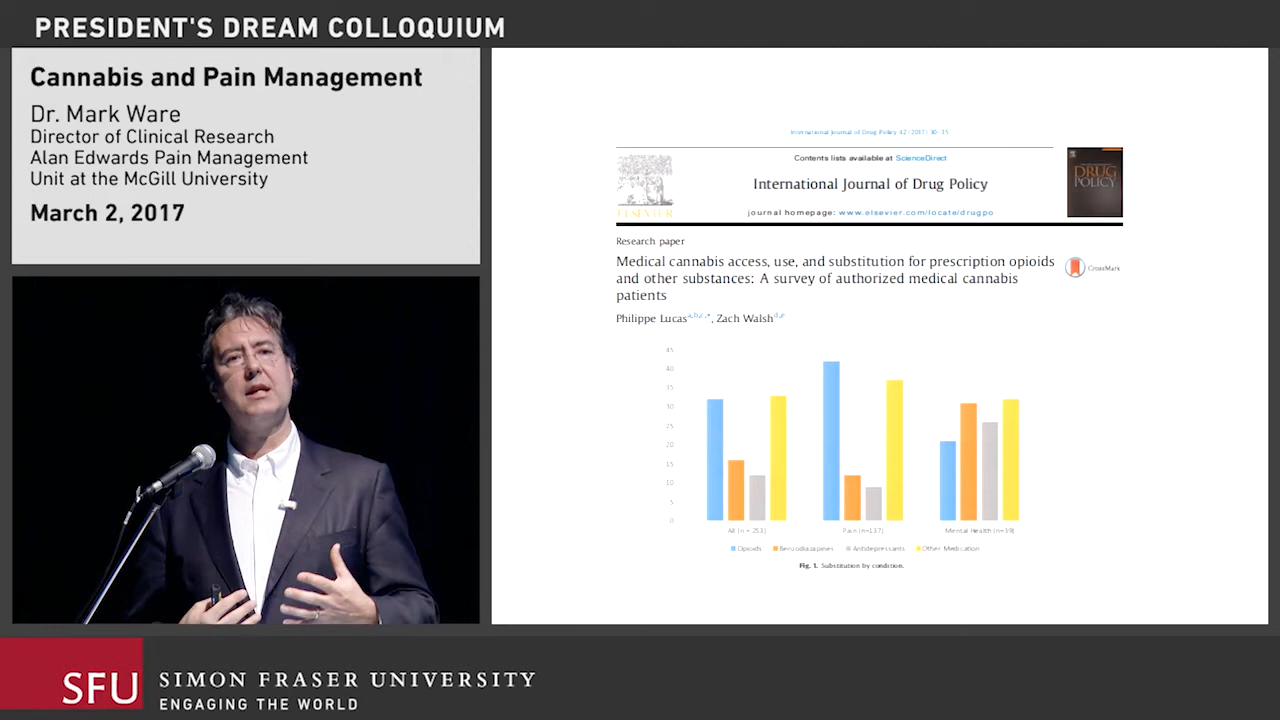 PRESIDENT'S DREAM COLLOQUIUM
Cannabis and Pain Management
Dr. Mark Ware
Director of Clinical Research
Alan Edwards Pain Management
Unit at the McGill University
March 2, 2017
International Journal of Drug Policy 42 (2017) 30–35
Contents lists available at ScienceDirect
International Journal of Drug Policy
journal homepage: www.elsevier.com/locate/drugpo
ELSEVIER
DRUG
POLICY
Research paper
Medical cannabis access, use, and substitution for prescription opioids
and other substances: A survey of authorized medical cannabis
patients
CrossMark
Philippe Lucas a,b,c,*, Zach Walsh d,e
45
40
35
30
25
20
15
10
5
0
All (n = 253)
Pain (n=137)
Mental Health (n=39)
Opioids
Benzodiazapines
Antidepressants
Other Medication
Fig. 1. Substitution by condition.
SFU
SIMON FRASER UNIVERSITY
ENGAGING THE WORLD